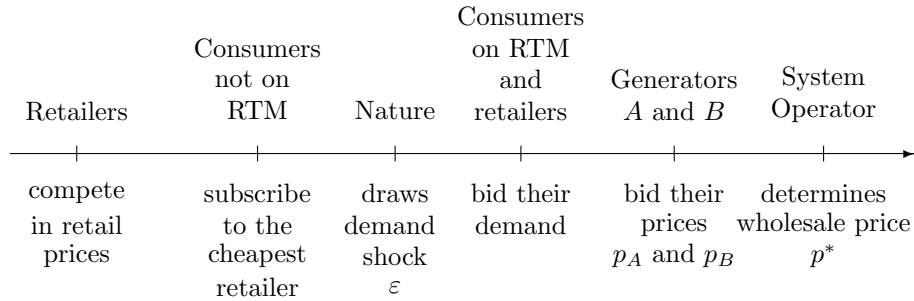 Retailers
Consumers
not on
RTM
Nature
Consumers
on RTM
and
retailers
Generators
A and B
System
Operator
compete
in retail
prices
subscribe
to the
cheapest
retailer
draws
demand
shock
ε
bid their
demand
bid their
prices
p_A and p_B
determines
wholesale price
p*